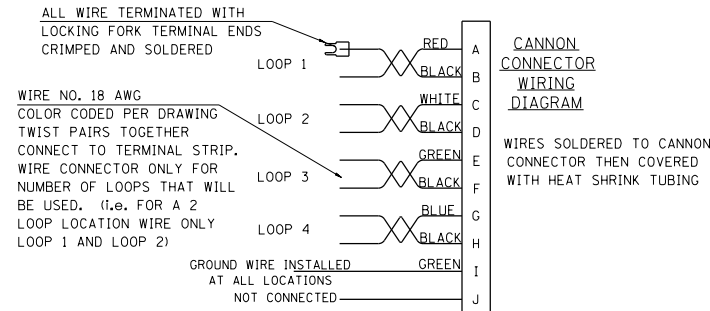 ALL WIRE TERMINATED WITH
LOCKING FORK TERMINAL ENDS
CRIMPED AND SOLDERED
WIRE NO. 18 AWG
COLOR CODED PER DRAWING
TWIST PAIRS TOGETHER
CONNECT TO TERMINAL STRIP.
WIRE CONNECTOR ONLY FOR
NUMBER OF LOOPS THAT WILL
BE USED. (i.e. FOR A 2
LOOP LOCATION WIRE ONLY
LOOP 1 AND LOOP 2)
LOOP 1
RED A
BLACK B
LOOP 2
WHITE C
BLACK D
LOOP 3
GREEN E
BLACK F
LOOP 4
BLUE G
BLACK H
GROUND WIRE INSTALLED GREEN I
AT ALL LOCATIONS
NOT CONNECTED J
CANNON
CONNECTOR
WIRING
DIAGRAM
WIRES SOLDERED TO CANNON
CONNECTOR THEN COVERED
WITH HEAT SHRINK TUBING